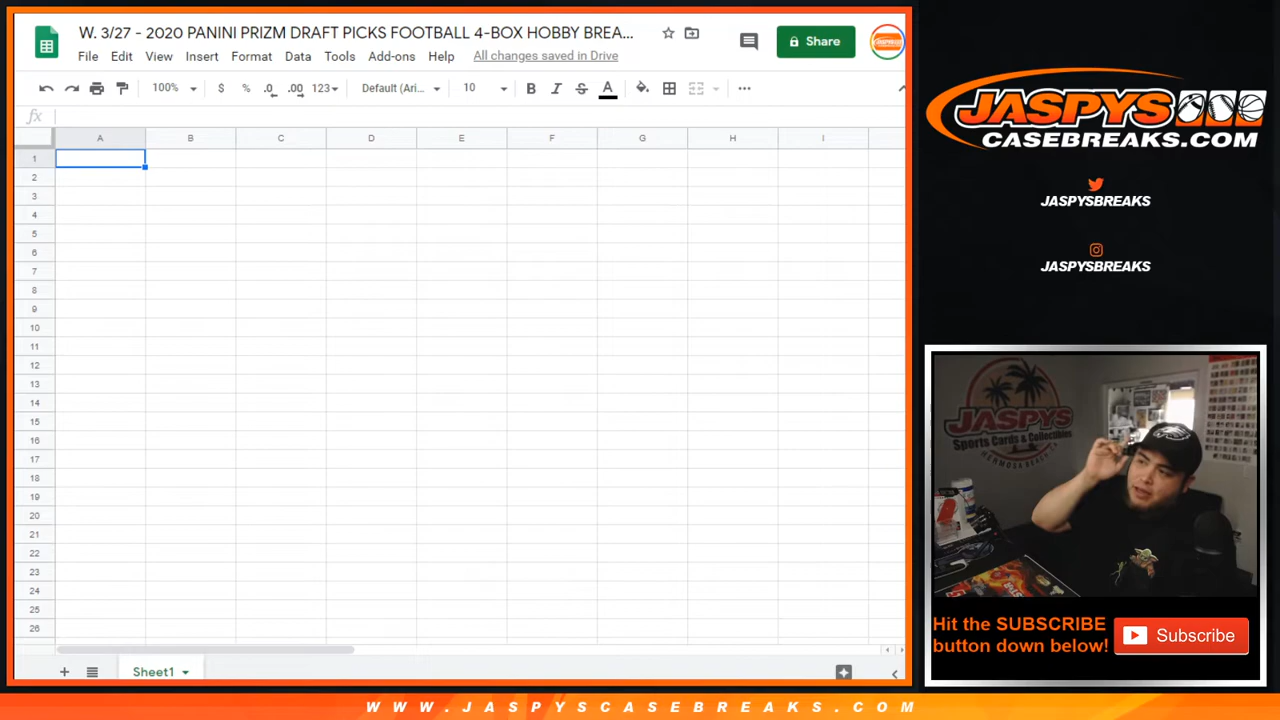 W. 3/27 - 2020 PANINI PRIZM DRAFT PICKS FOOTBALL 4-BOX HOBBY BREA...
File Edit View Insert Format Data Tools Add-ons Help All changes saved in Drive
Share
100% $ % .0 .00 123 Default (Ari... 10 B I S A
fx
A B C D E F G H I
1
2
3
4
5
6
7
8
9
10
11
12
13
14
15
16
17
18
19
20
21
22
23
24
25
26
Sheet1
JASPYS
CASEBREAKS.COM
JASPYSBREAKS
JASPYSBREAKS
JASPYS
Sports Cards & Collectibles
HERMOSA BEACH, CA
Hit the SUBSCRIBE
button down below!
Subscribe
WWW.JASPYSCASEBREAKS.COM